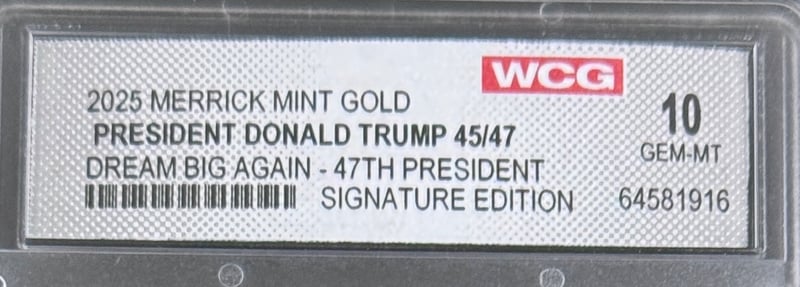 WCG
2025 MERRICK MINT GOLD
10
PRESIDENT DONALD TRUMP 45/47
GEM-MT
DREAM BIG AGAIN - 47TH PRESIDENT
SIGNATURE EDITION
64581916